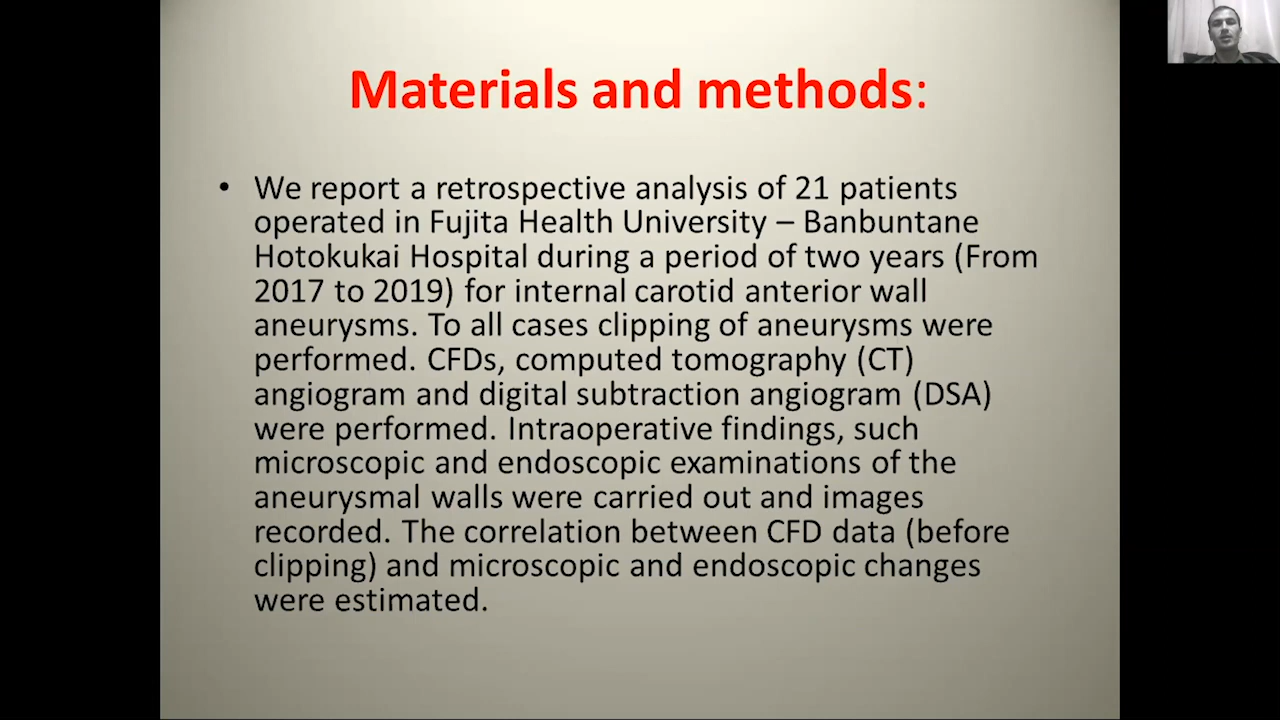 Materials and methods:
• We report a retrospective analysis of 21 patients
operated in Fujita Health University – Banbuntane
Hotokukai Hospital during a period of two years (From
2017 to 2019) for internal carotid anterior wall
aneurysms. To all cases clipping of aneurysms were
performed. CFDs, computed tomography (CT)
angiogram and digital subtraction angiogram (DSA)
were performed. Intraoperative findings, such
microscopic and endoscopic examinations of the
aneurysmal walls were carried out and images
recorded. The correlation between CFD data (before
clipping) and microscopic and endoscopic changes
were estimated.